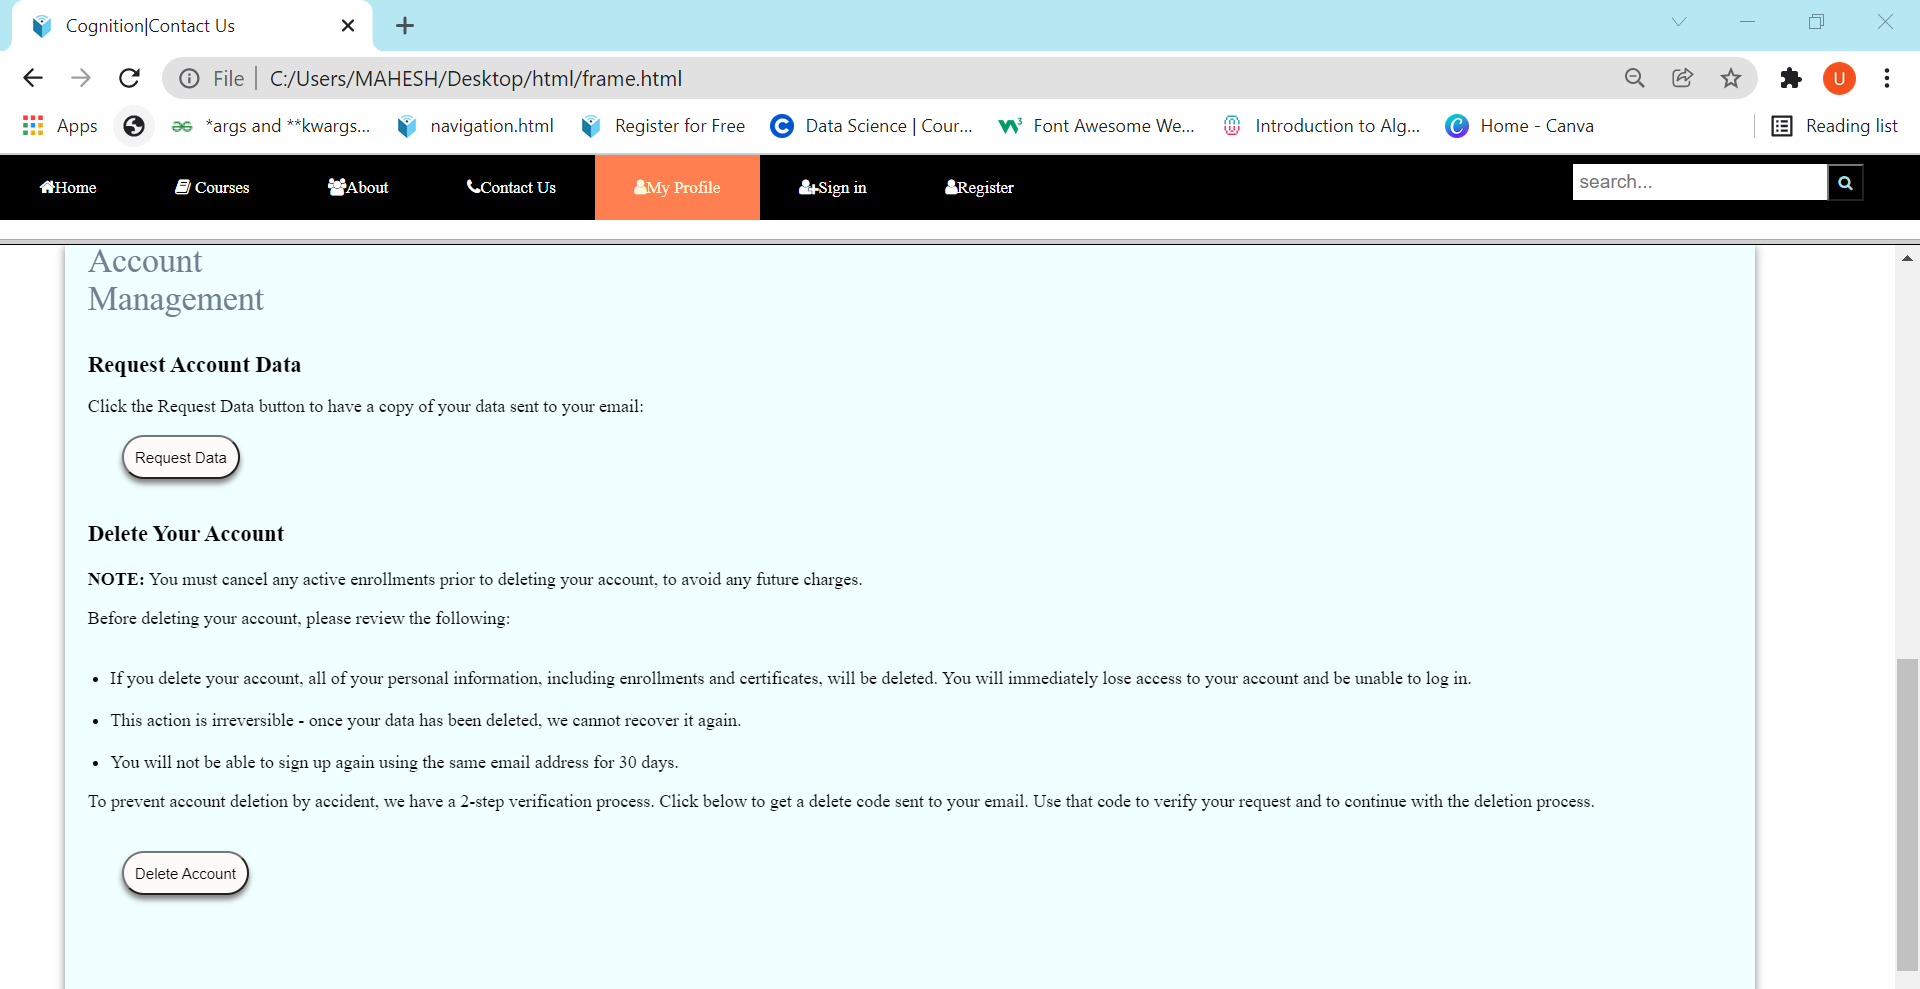 Cognition|Contact Us
File | C:/Users/MAHESH/Desktop/html/frame.html U
Apps *args and **kwargs... navigation.html Register for Free Data Science | Cour... Font Awesome We... Introduction to Alg... Home - Canva Reading list
Home Courses About Contact Us My Profile Sign in Register search...
Account
Management
Request Account Data
Click the Request Data button to have a copy of your data sent to your email:
Request Data
Delete Your Account
NOTE: You must cancel any active enrollments prior to deleting your account, to avoid any future charges.
Before deleting your account, please review the following:
• If you delete your account, all of your personal information, including enrollments and certificates, will be deleted. You will immediately lose access to your account and be unable to log in.
• This action is irreversible - once your data has been deleted, we cannot recover it again.
• You will not be able to sign up again using the same email address for 30 days.
To prevent account deletion by accident, we have a 2-step verification process. Click below to get a delete code sent to your email. Use that code to verify your request and to continue with the deletion process.
Delete Account